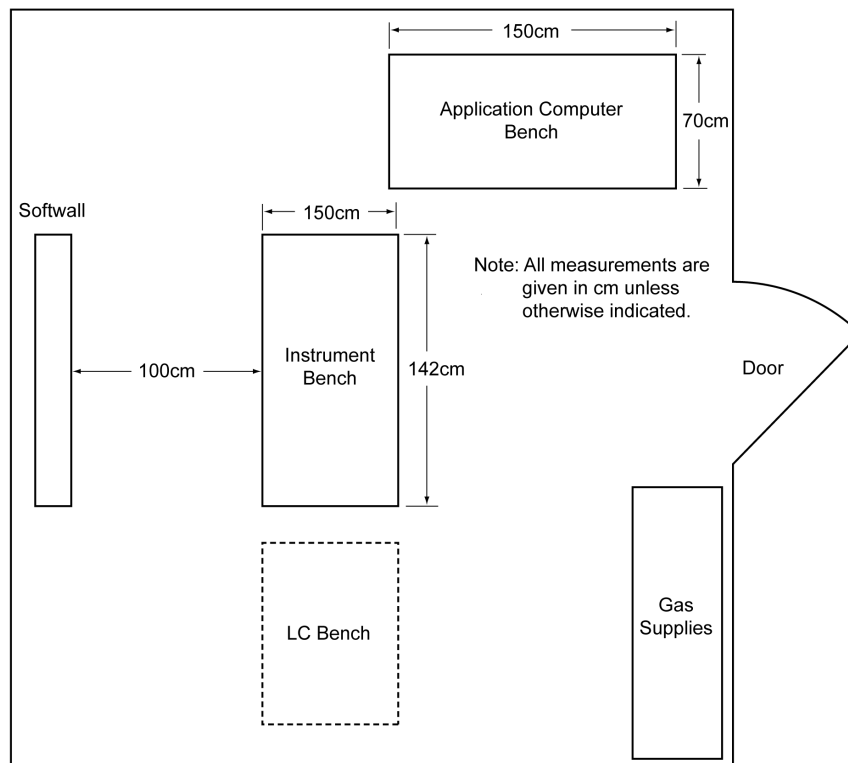 150cm
Application Computer
Bench
70cm
Softwall
150cm
Note: All measurements are
given in cm unless
otherwise indicated.
Instrument
Bench
100cm
142cm
Door
LC Bench
Gas
Supplies